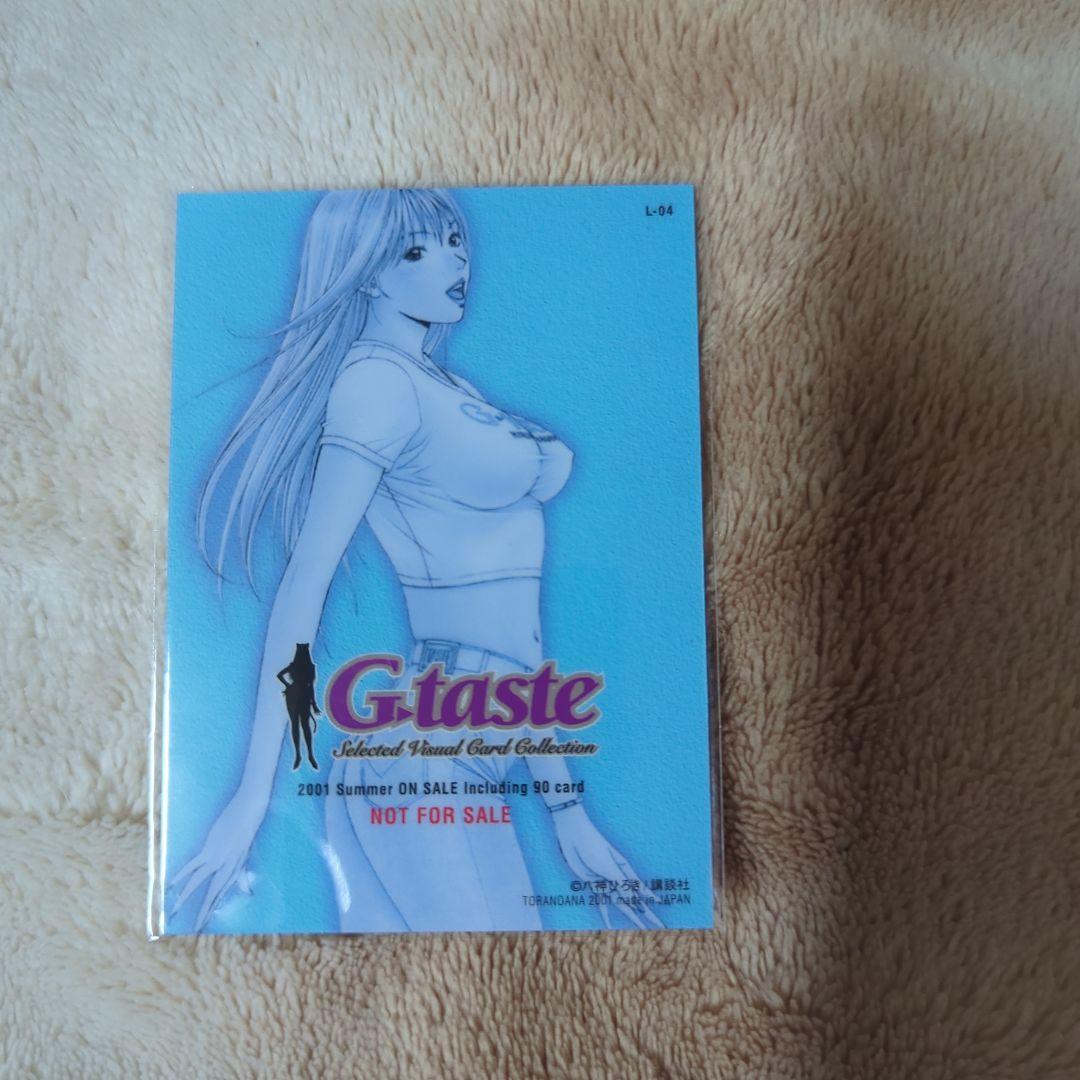 L-04
G-taste
G-taste
Selected Visual Card Collection
2001 Summer ON SALE Including 90 card
NOT FOR SALE
©八神ひろき/講談社
TORANOANA 2001 made in JAPAN